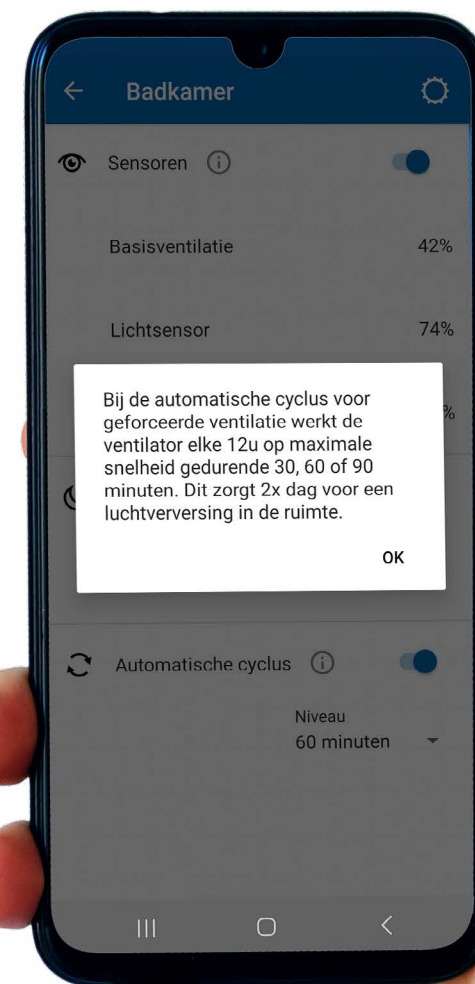 Badkamer
Sensoren
Basisventilatie 42%
Lichtsensor 74%
%
Bij de automatische cyclus voor
geforceerde ventilatie werkt de
ventilator elke 12u op maximale
snelheid gedurende 30, 60 of 90
minuten. Dit zorgt 2x dag voor een
luchtverversing in de ruimte.
OK
Automatische cyclus
Niveau
60 minuten